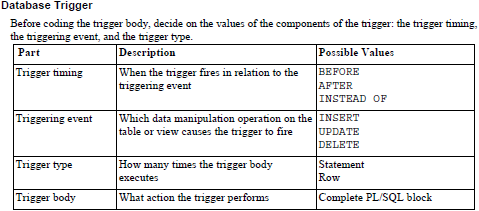 Database Trigger
Before coding the trigger body, decide on the values of the components of the trigger: the trigger timing,
the triggering event, and the trigger type.
Part Description Possible Values
Trigger timing When the trigger fires in relation to the BEFORE
triggering event AFTER
INSTEAD OF
Triggering event Which data manipulation operation on the INSERT
table or view causes the trigger to fire UPDATE
DELETE
Trigger type How many times the trigger body Statement
executes Row
Trigger body What action the trigger performs Complete PL/SQL block